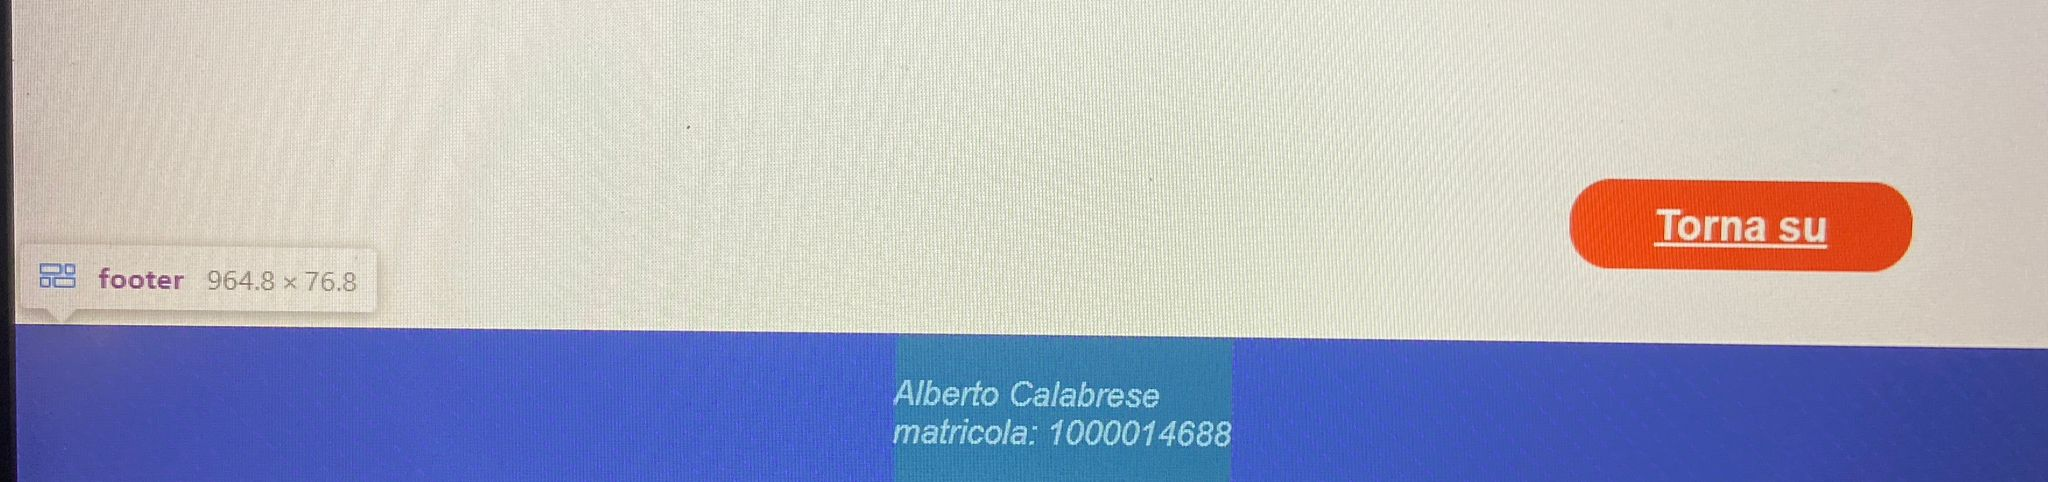 Torna su
footer 964.8 × 76.8
Alberto Calabrese
matricola: 1000014688